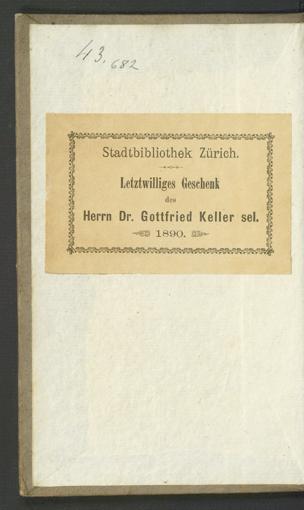 43.682
Stadtbibliothek Zürich.
Letztwilliges Geschenk
des
Herrn Dr. Gottfried Keller sel.
1890.